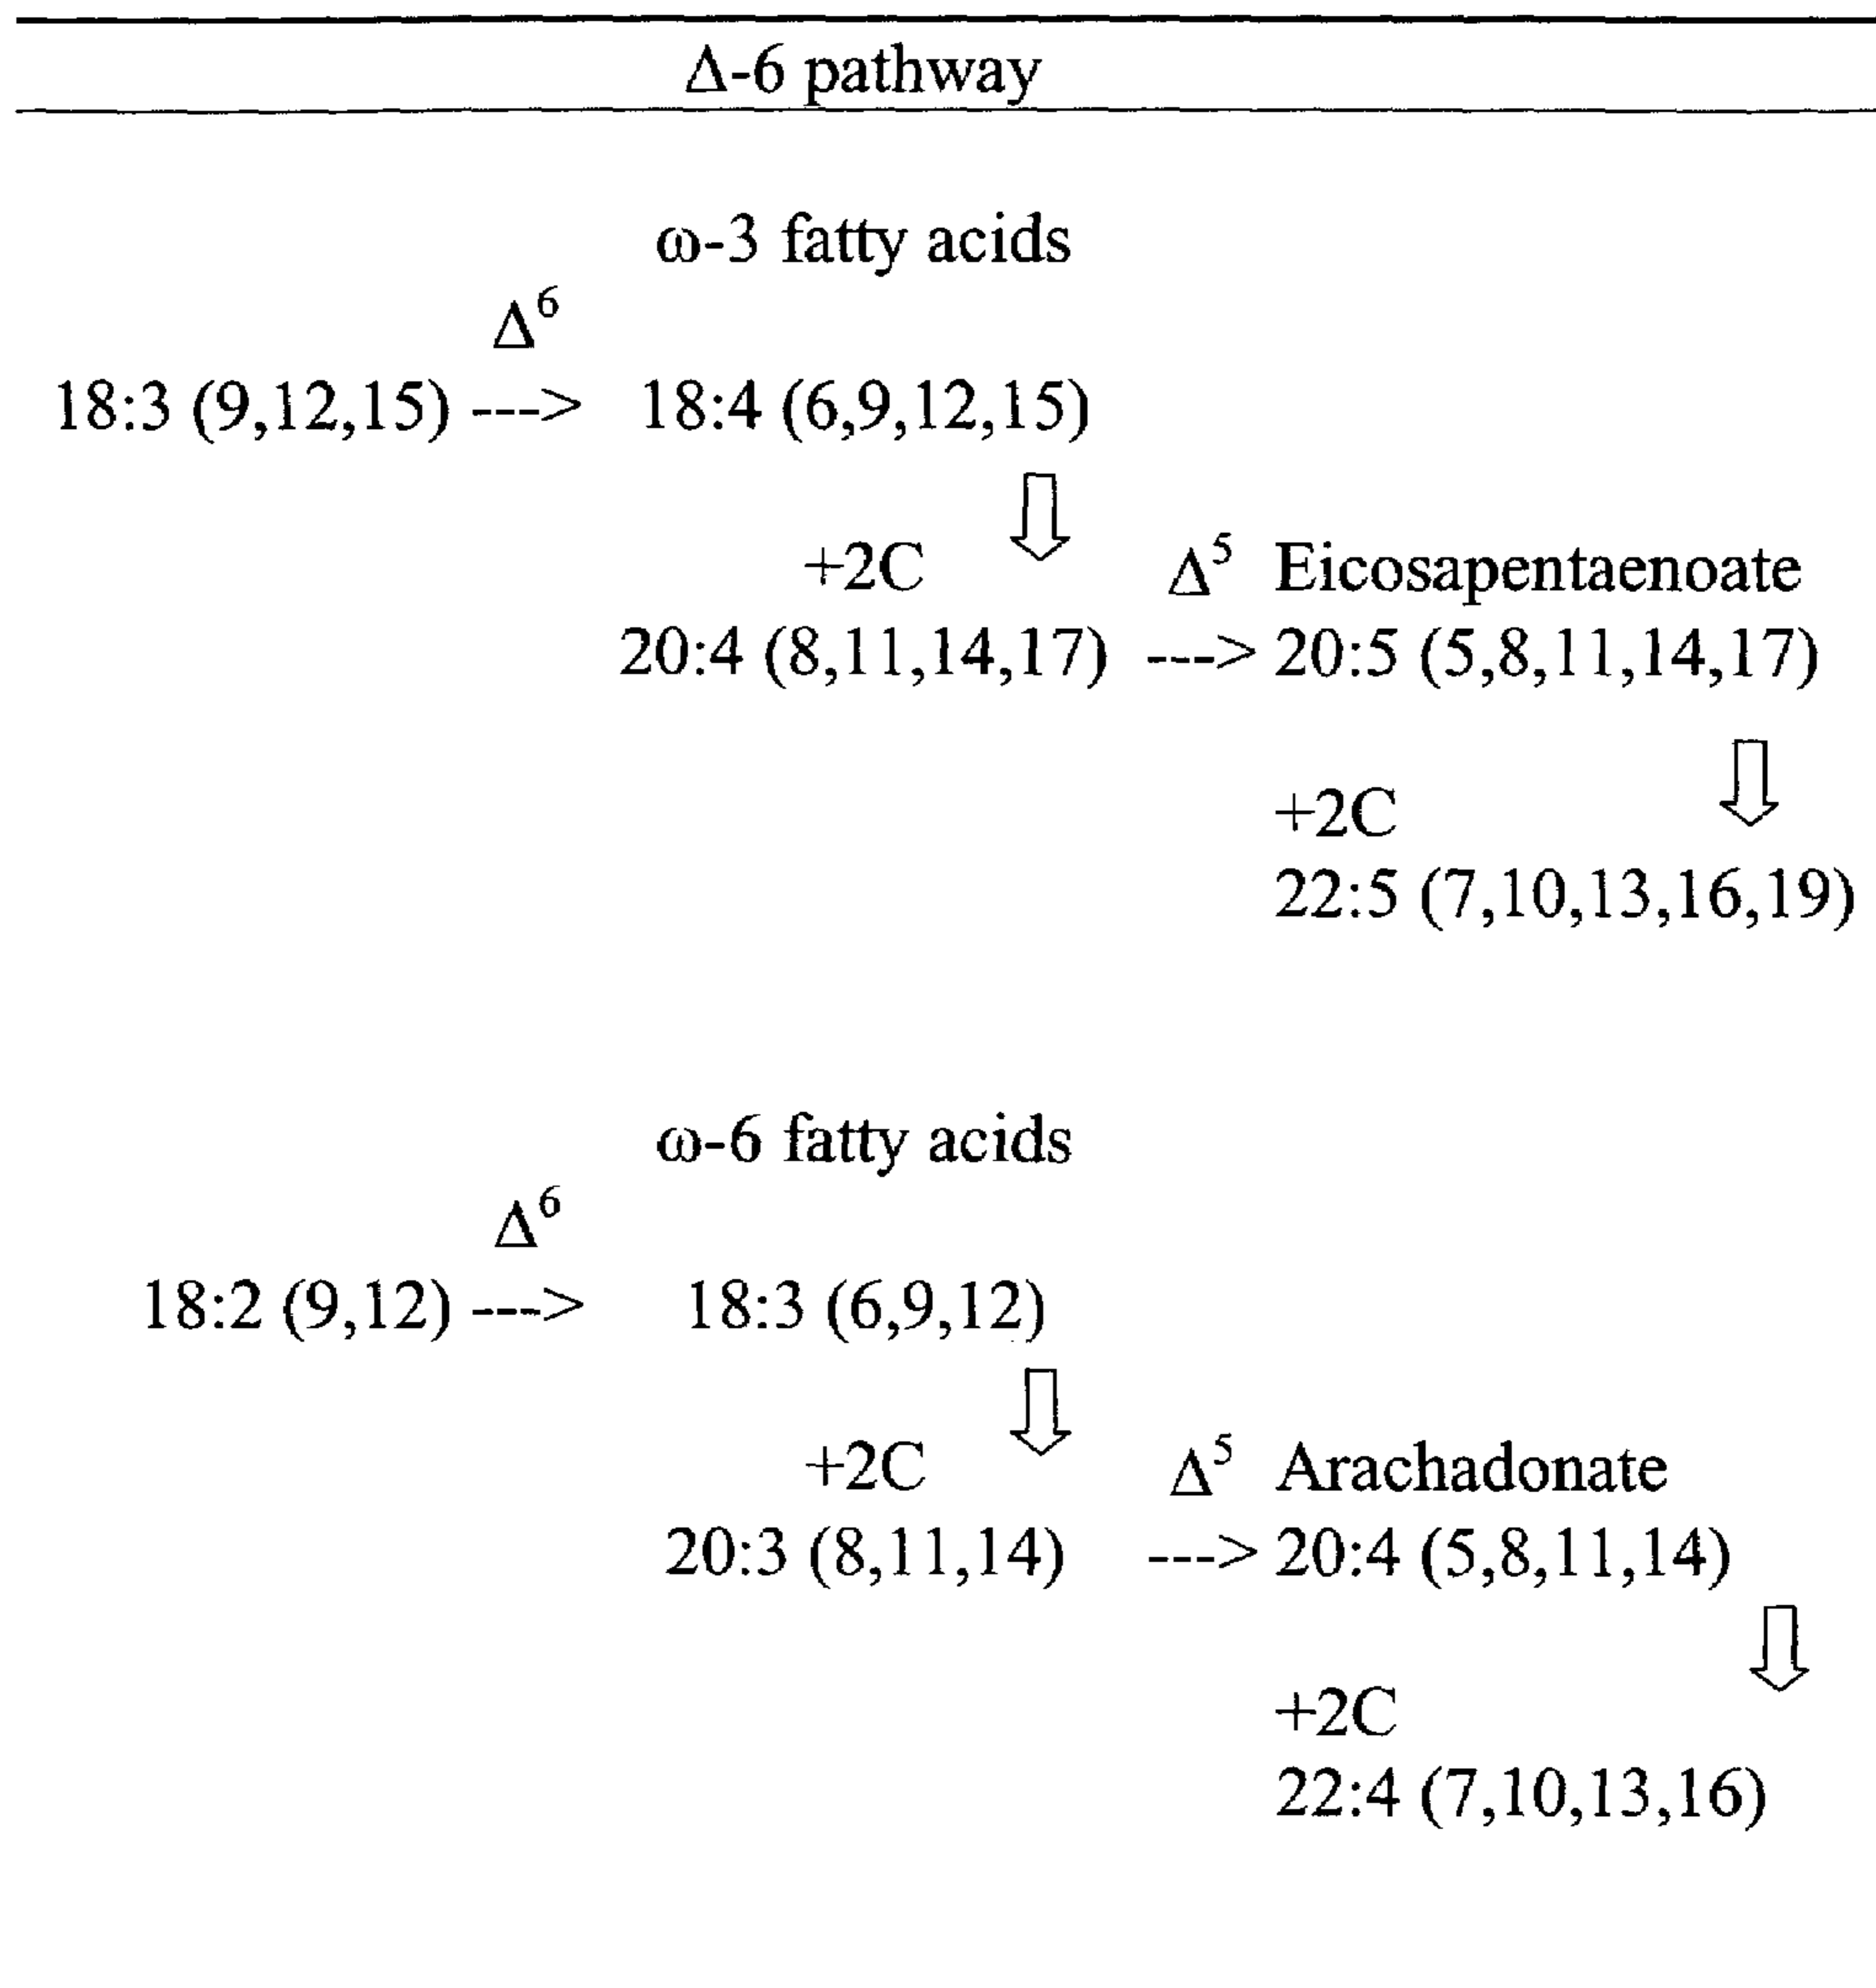 Δ-6 pathway
ω-3 fatty acids
Δ⁶
18:3 (9,12,15) ---> 18:4 (6,9,12,15)
+2C Δ⁵ Eicosapentaenoate
20:4 (8,11,14,17) ---> 20:5 (5,8,11,14,17)
+2C
22:5 (7,10,13,16,19)
ω-6 fatty acids
Δ⁶
18:2 (9,12) ---> 18:3 (6,9,12)
+2C Δ⁵ Arachadonate
20:3 (8,11,14) ---> 20:4 (5,8,11,14)
+2C
22:4 (7,10,13,16)